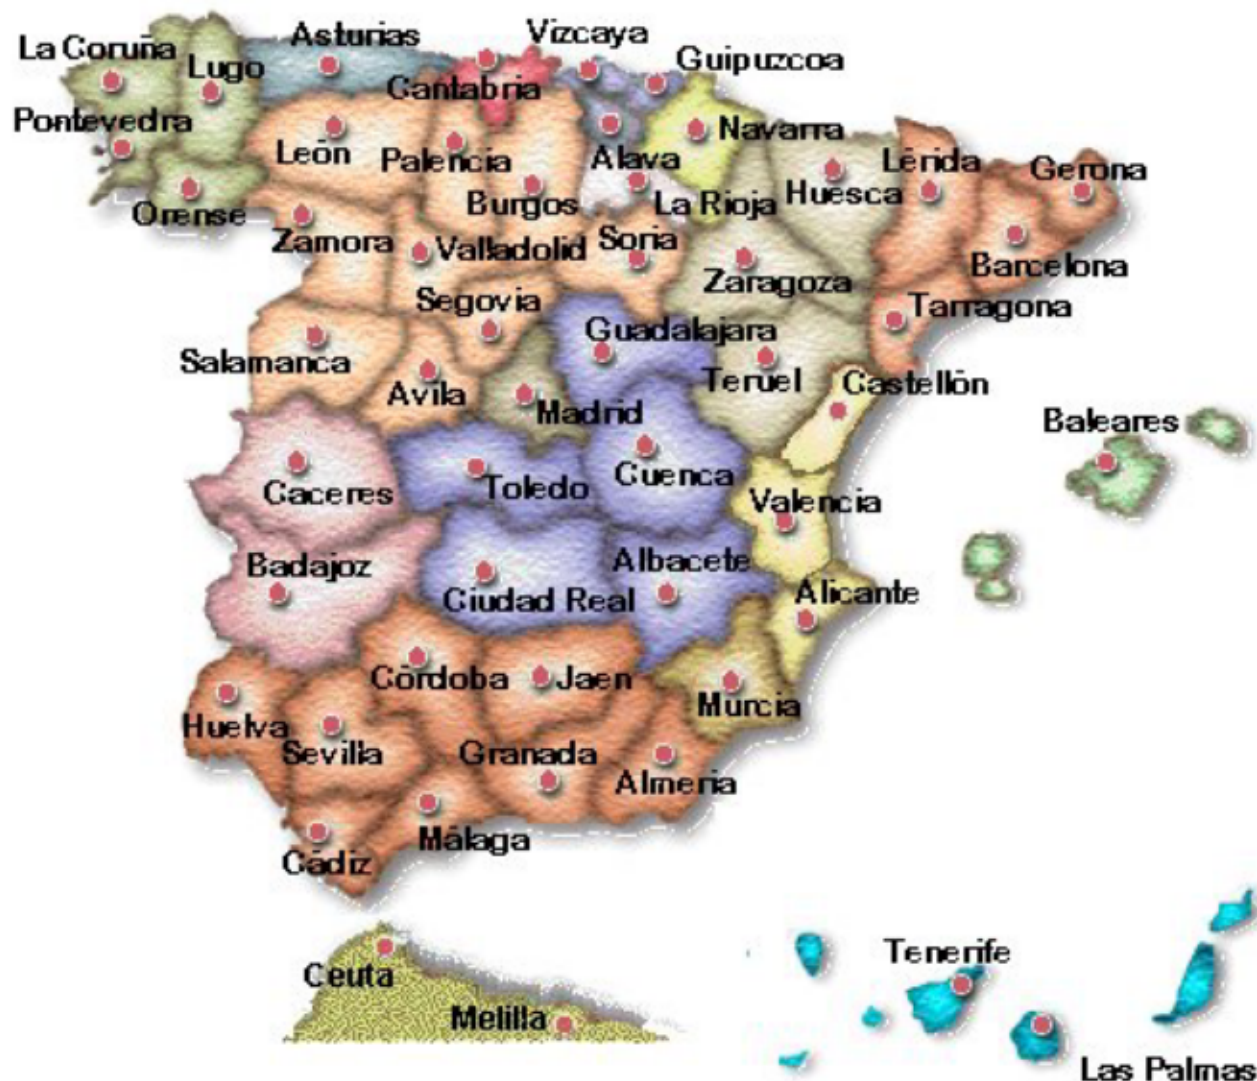 La Coruña
Lugo
Asturias
Vizcaya
Guipuzcoa
Cantabria
Pontevedra
León
Palencia
Alava
Navarra
Orense
Burgos
La Rioja
Huesca
Lérida
Gerona
Zamora
Valladolid
Soria
Zaragoza
Barcelona
Segovia
Tarragona
Salamanca
Guadalajara
Avila
Madrid
Teruel
Castellón
Baleares
Caceres
Toledo
Cuenca
Valencia
Badajoz
Ciudad Real
Albacete
Alicante
Córdoba
Jaen
Murcia
Huelva
Sevilla
Granada
Almeria
Cádiz
Málaga
Ceuta
Melilla
Tenerife
Las Palmas